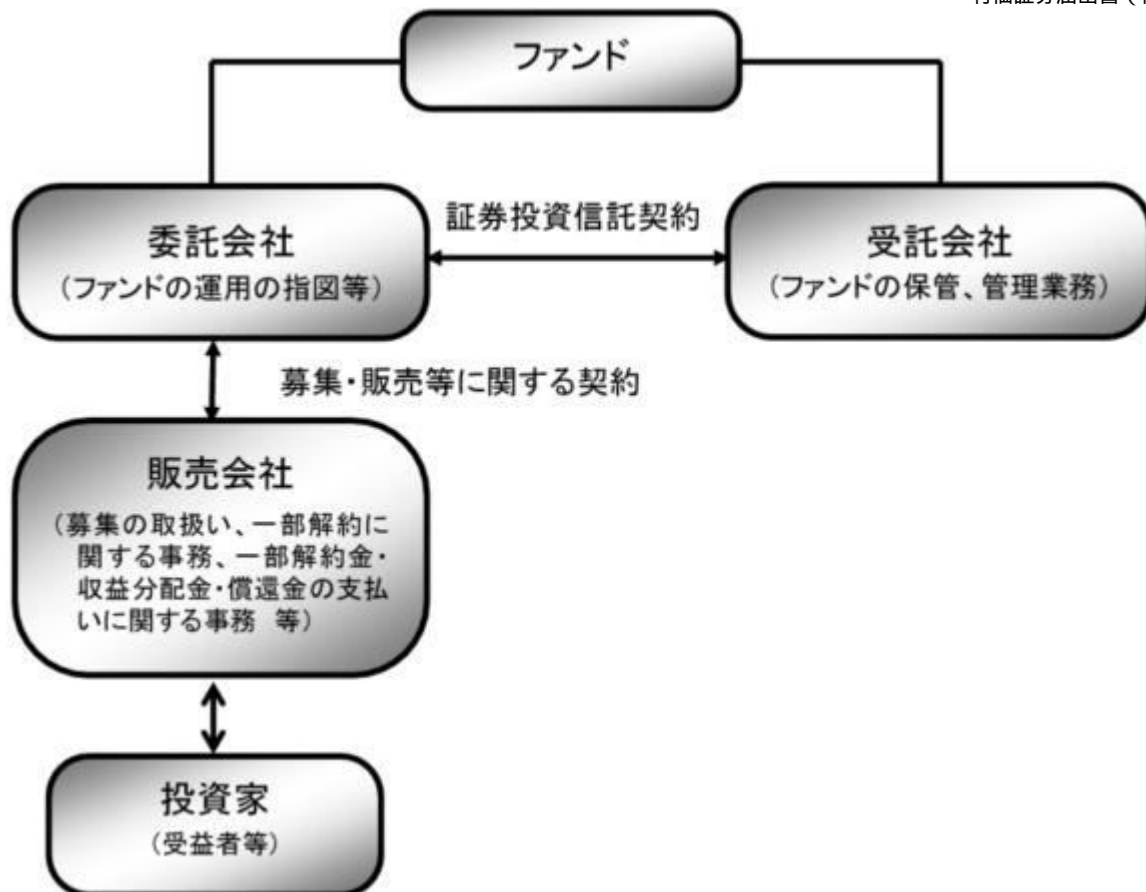 ファンド
委託会社
（ファンドの運用の指図等）
証券投資信託契約
受託会社
（ファンドの保管、管理業務）
募集・販売等に関する契約
販売会社
（募集の取扱い、一部解約に
関する事務、一部解約金・
収益分配金・償還金の支払
いに関する事務 等）
投資家
（受益者等）